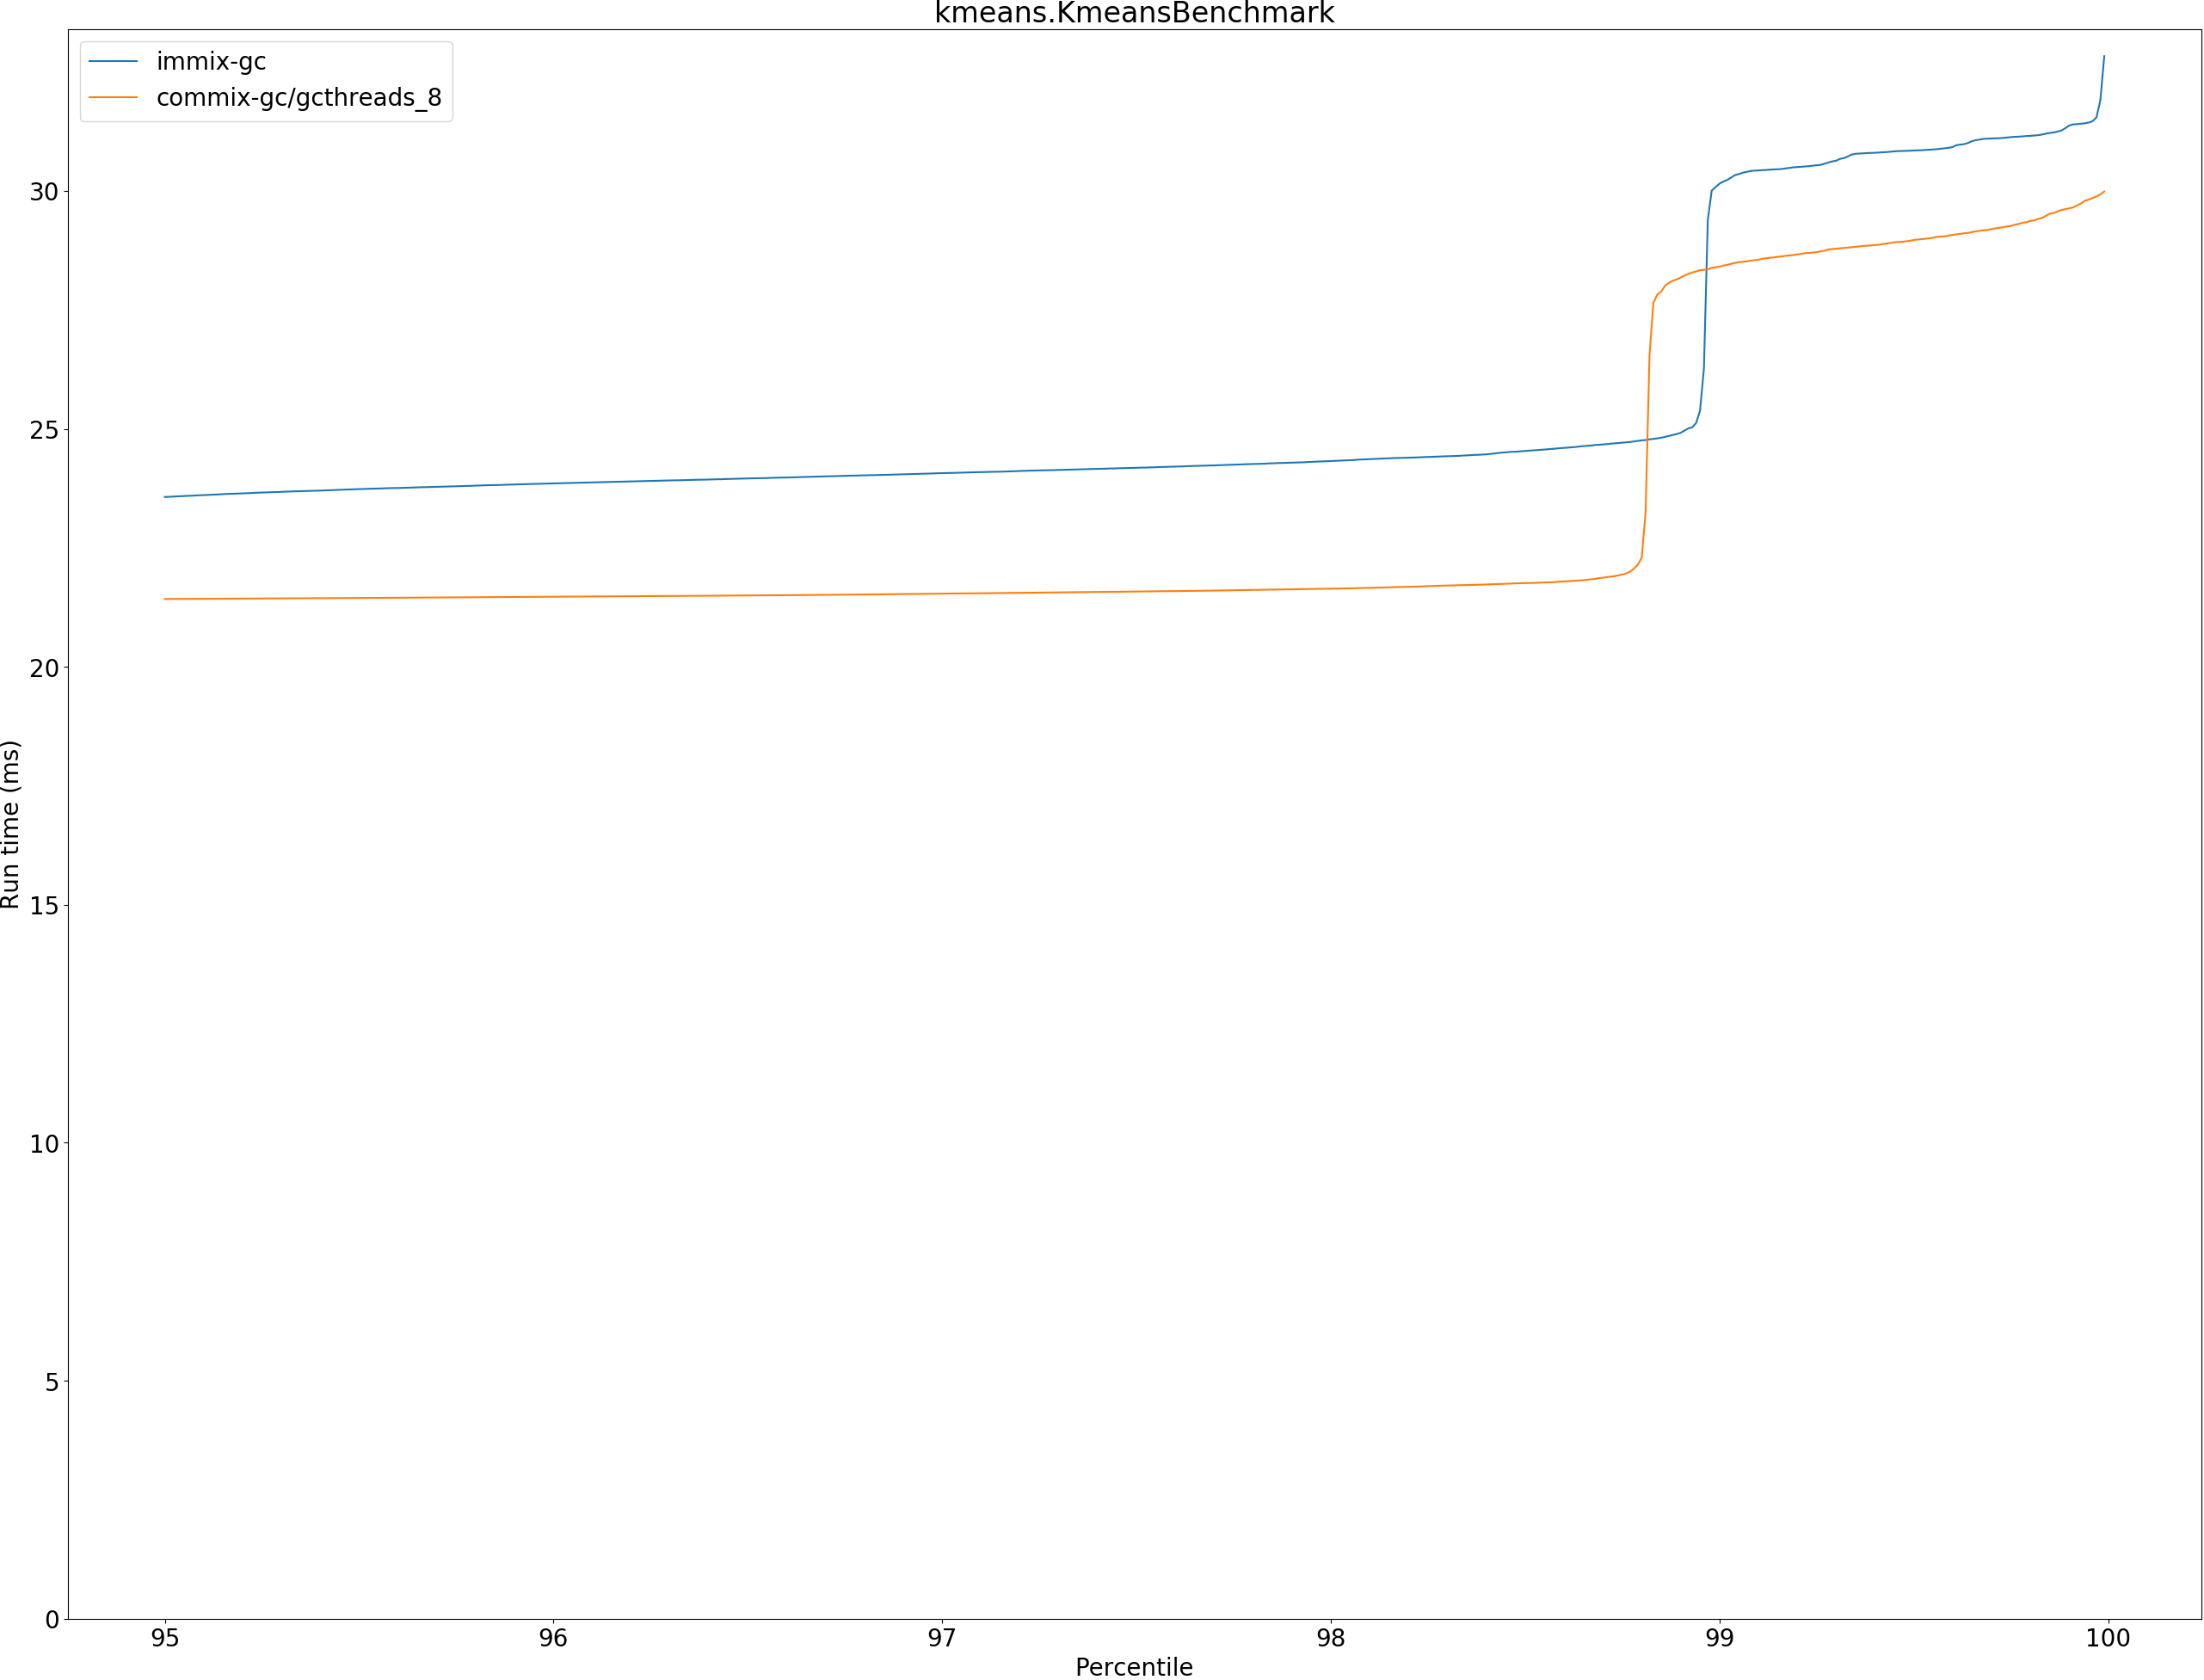 kmeans.KmeansBenchmark
immix-gc
commix-gc/gcthreads_8
30
25
20
15
10
5
0
Run time (ms)
95 96 97 98 99 100
Percentile